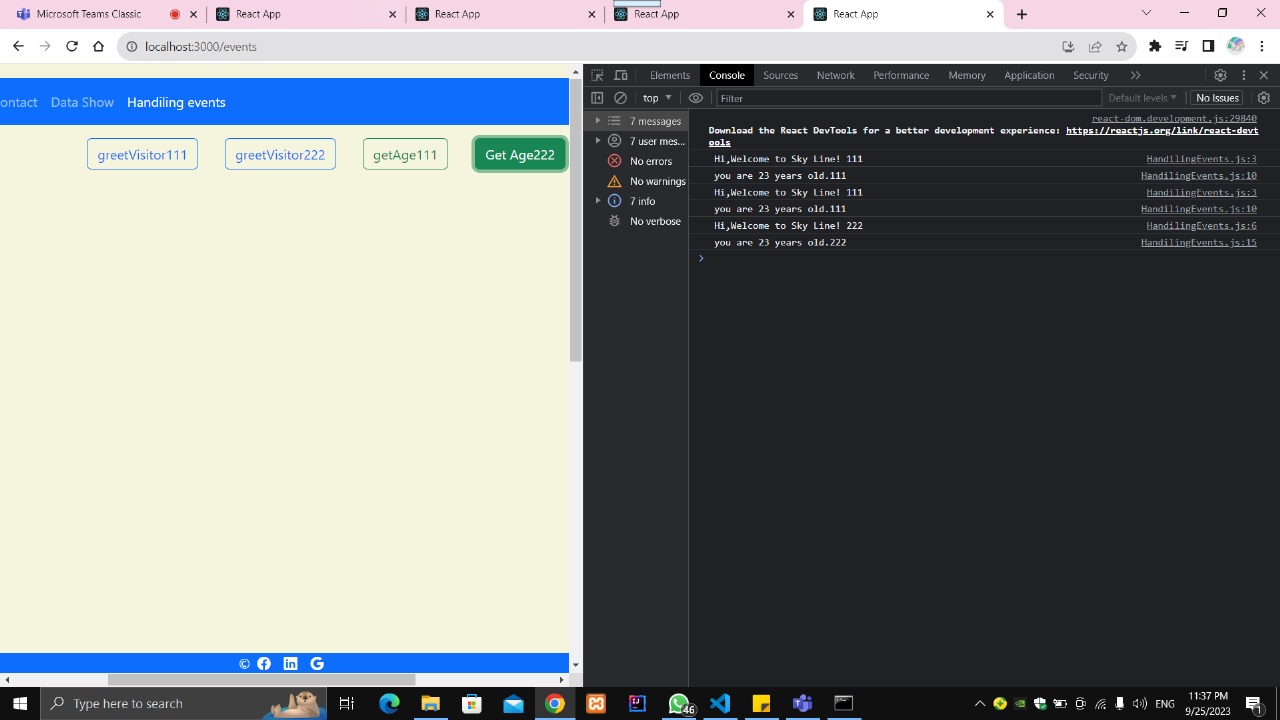 Microsoft Teams Classic
React App
React App
React App
React App
localhost:3000/events
ontact Data Show Handiling events
greetVisitor111 greetVisitor222 getAge111 Get Age222
©
Elements Console Sources Network Performance Memory Application Security
top Filter Default levels No Issues
7 messages
7 user mes...
No errors
No warnings
7 info
No verbose
react-dom.development.js:29840
Download the React DevTools for a better development experience: https://reactjs.org/link/react-devt
ools
Hi,Welcome to Sky Line! 111 HandilingEvents.js:3
you are 23 years old.111 HandilingEvents.js:10
Hi,Welcome to Sky Line! 111 HandilingEvents.js:3
you are 23 years old.111 HandilingEvents.js:10
Hi,Welcome to Sky Line! 222 HandilingEvents.js:6
you are 23 years old.222 HandilingEvents.js:15
Type here to search
46
ENG
11:37 PM
9/25/2023
1